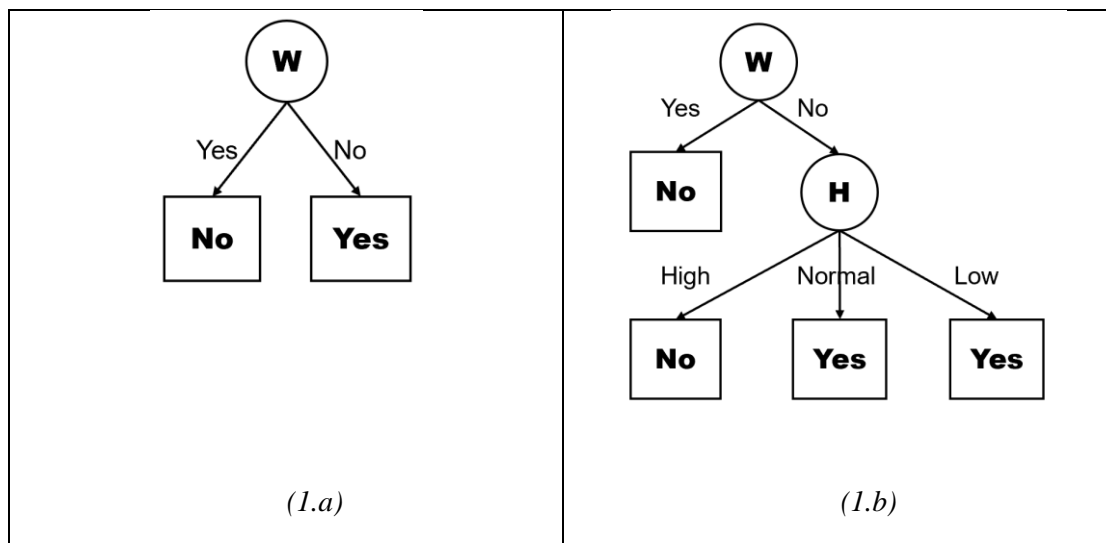 W
Yes
No
No
Yes
(1.a)
W
Yes
No
No
H
High
Normal
Low
No
Yes
Yes
(1.b)